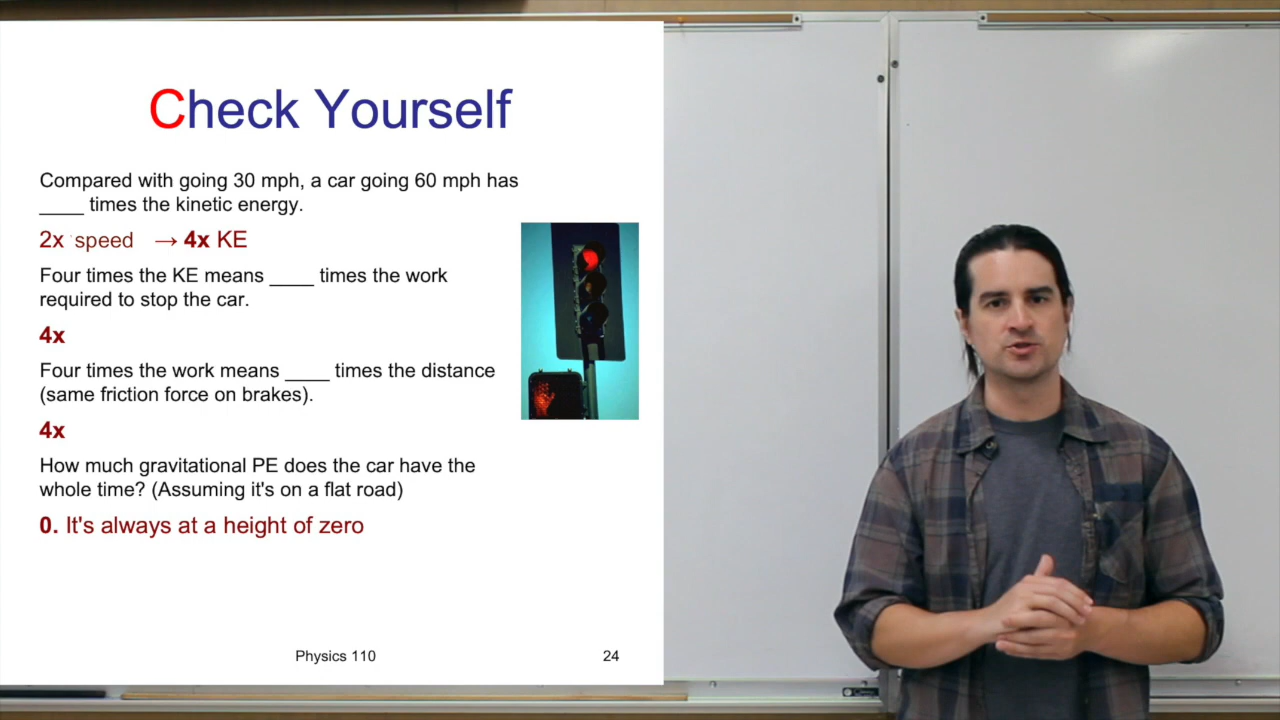 Check Yourself
Compared with going 30 mph, a car going 60 mph has
____ times the kinetic energy.
2x speed → 4x KE
Four times the KE means ____ times the work
required to stop the car.
4x
Four times the work means ____ times the distance
(same friction force on brakes).
4x
How much gravitational PE does the car have the
whole time? (Assuming it's on a flat road)
0. It's always at a height of zero
Physics 110
24